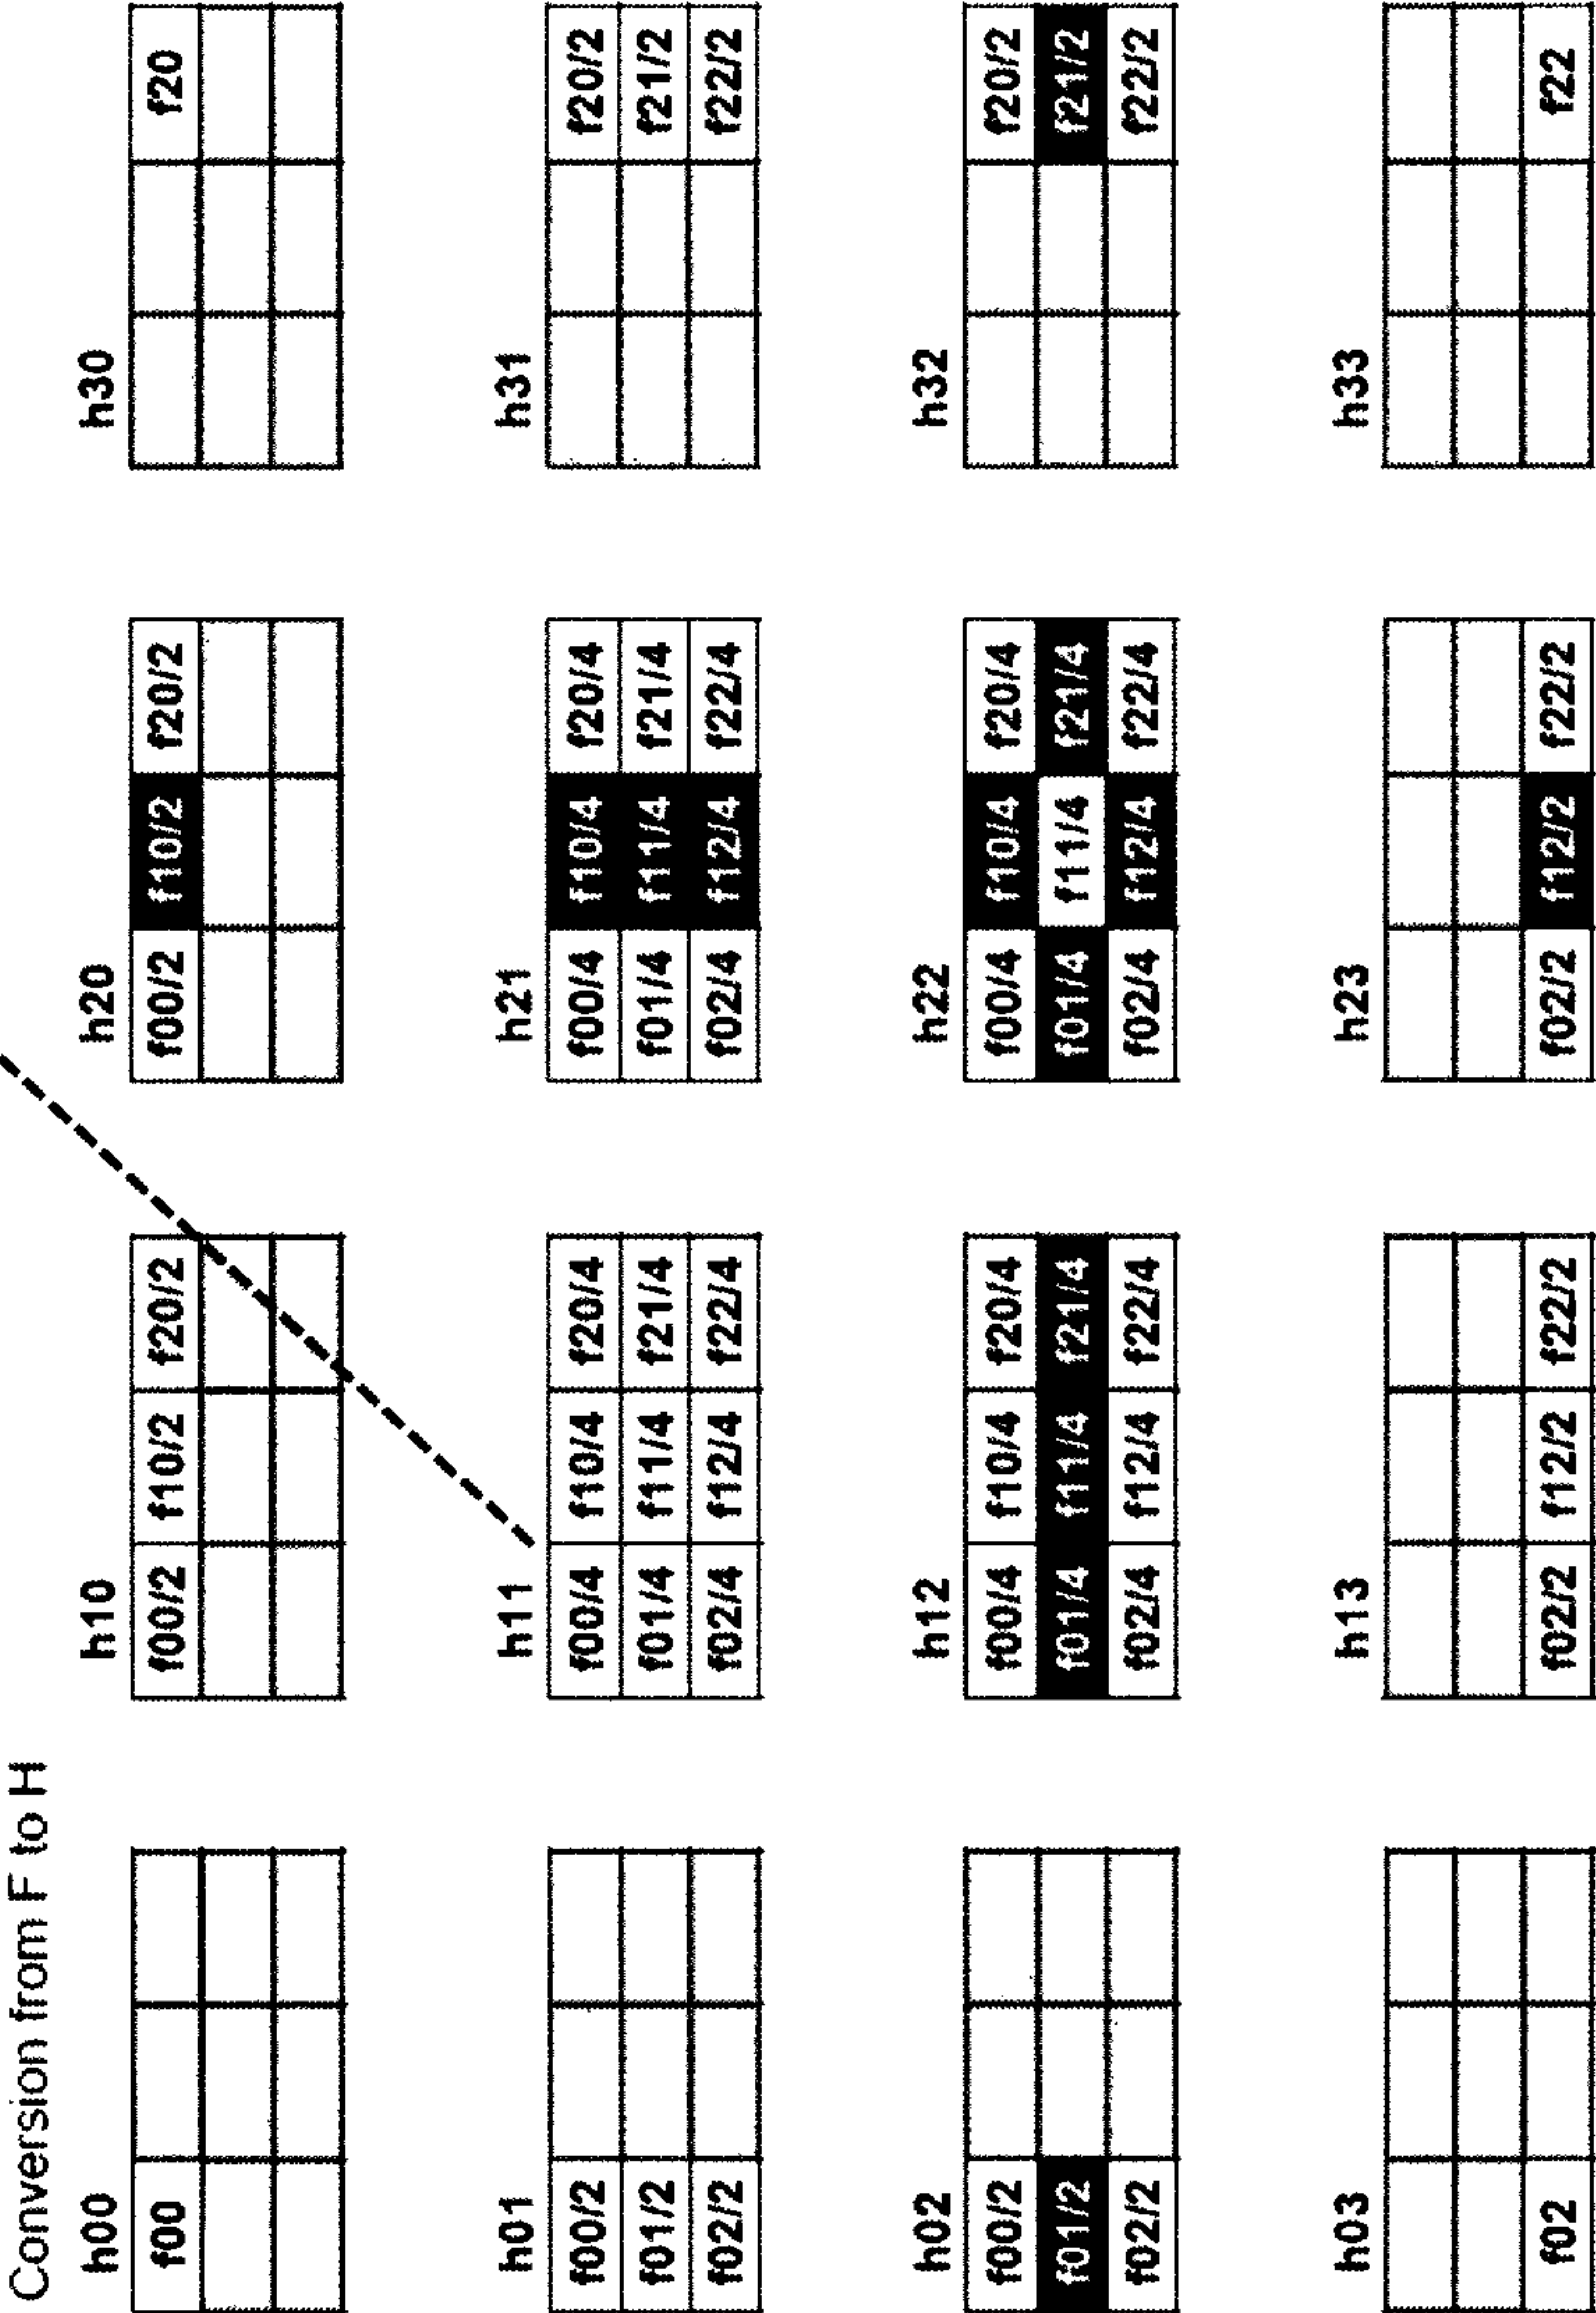 Conversion from F to H
h00 h10 h20 h30
f00 f00/2 f10/2 f20/2 f00/2 f10/2 f20/2 f20
h01 h11 h21 h31
f00/2 f00/4 f10/4 f20/4 f00/4 f10/4 f20/4 f20/2
f01/2 f01/4 f11/4 f21/4 f01/4 f11/4 f21/4 f21/2
f02/2 f02/4 f12/4 f22/4 f02/4 f12/4 f22/4 f22/2
h02 h12 h22 h32
f00/2 f00/4 f10/4 f20/4 f00/4 f10/4 f20/4 f20/2
f01/2 f01/4 f11/4 f21/4 f01/4 f11/4 f21/4 f21/2
f02/2 f02/4 f12/4 f22/4 f02/4 f12/4 f22/4 f22/2
h03 h13 h23 h33
f02 f02/2 f12/2 f22/2 f02/2 f12/2 f22/2 f22